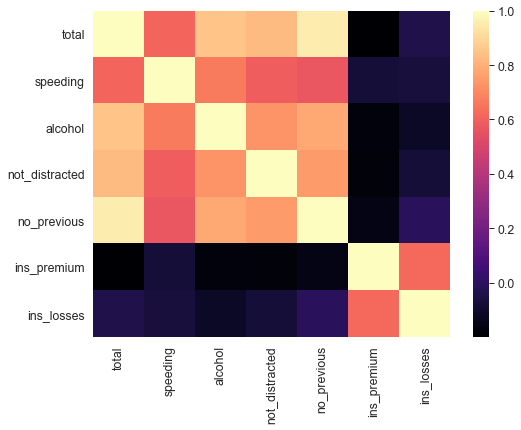 total
speeding
alcohol
not_distracted
no_previous
ins_premium
ins_losses
total
speeding
alcohol
not_distracted
no_previous
ins_premium
ins_losses
1.0
0.8
0.6
0.4
0.2
0.0